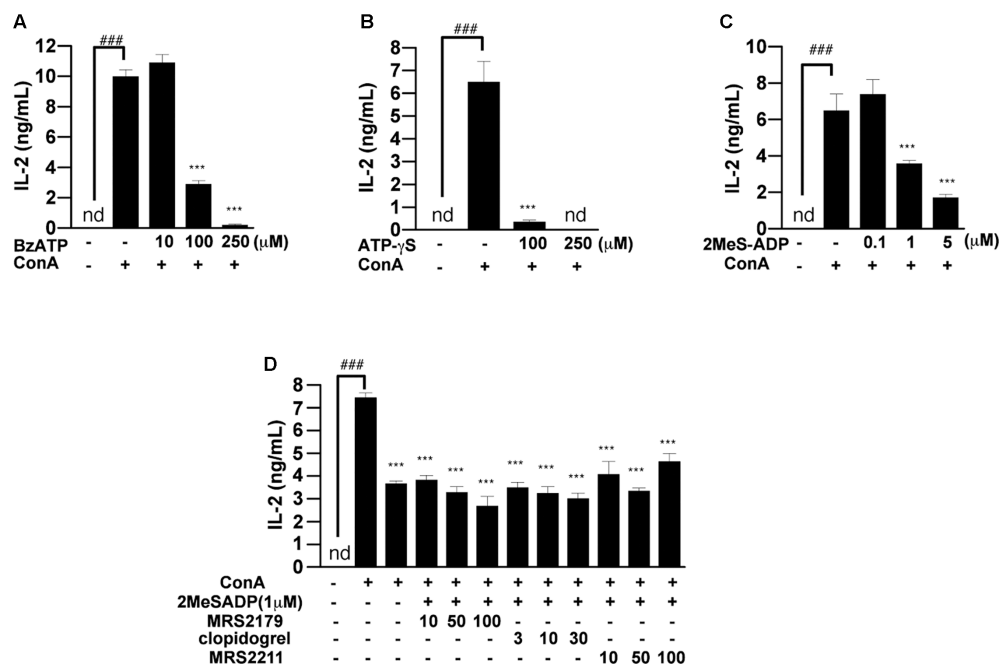 A
###
12
10
8
6
4
2
0
IL-2 (ng/mL)
nd
***
***
BzATP - - 10 100 250 (μM)
ConA - + + + +
B
###
8
7
6
5
4
3
2
1
0
IL-2 (ng/mL)
nd
***
nd
ATP-γS - - 100 250 (μM)
ConA - + + +
C
###
10
8
6
4
2
0
IL-2 (ng/mL)
nd
***
***
2MeS-ADP - - 0.1 1 5 (μM)
ConA - + + + +
D
###
8
7
6
5
4
3
2
1
0
IL-2 (ng/mL)
nd
*** *** *** *** *** *** *** *** *** ***
ConA - + + + + + + + + + + +
2MeSADP(1μM) - - - + + + + + + + + +
MRS2179 - - - 10 50 100 - - - - - -
clopidogrel - - - - - - 3 10 30 - - -
MRS2211 - - - - - - - - - 10 50 100